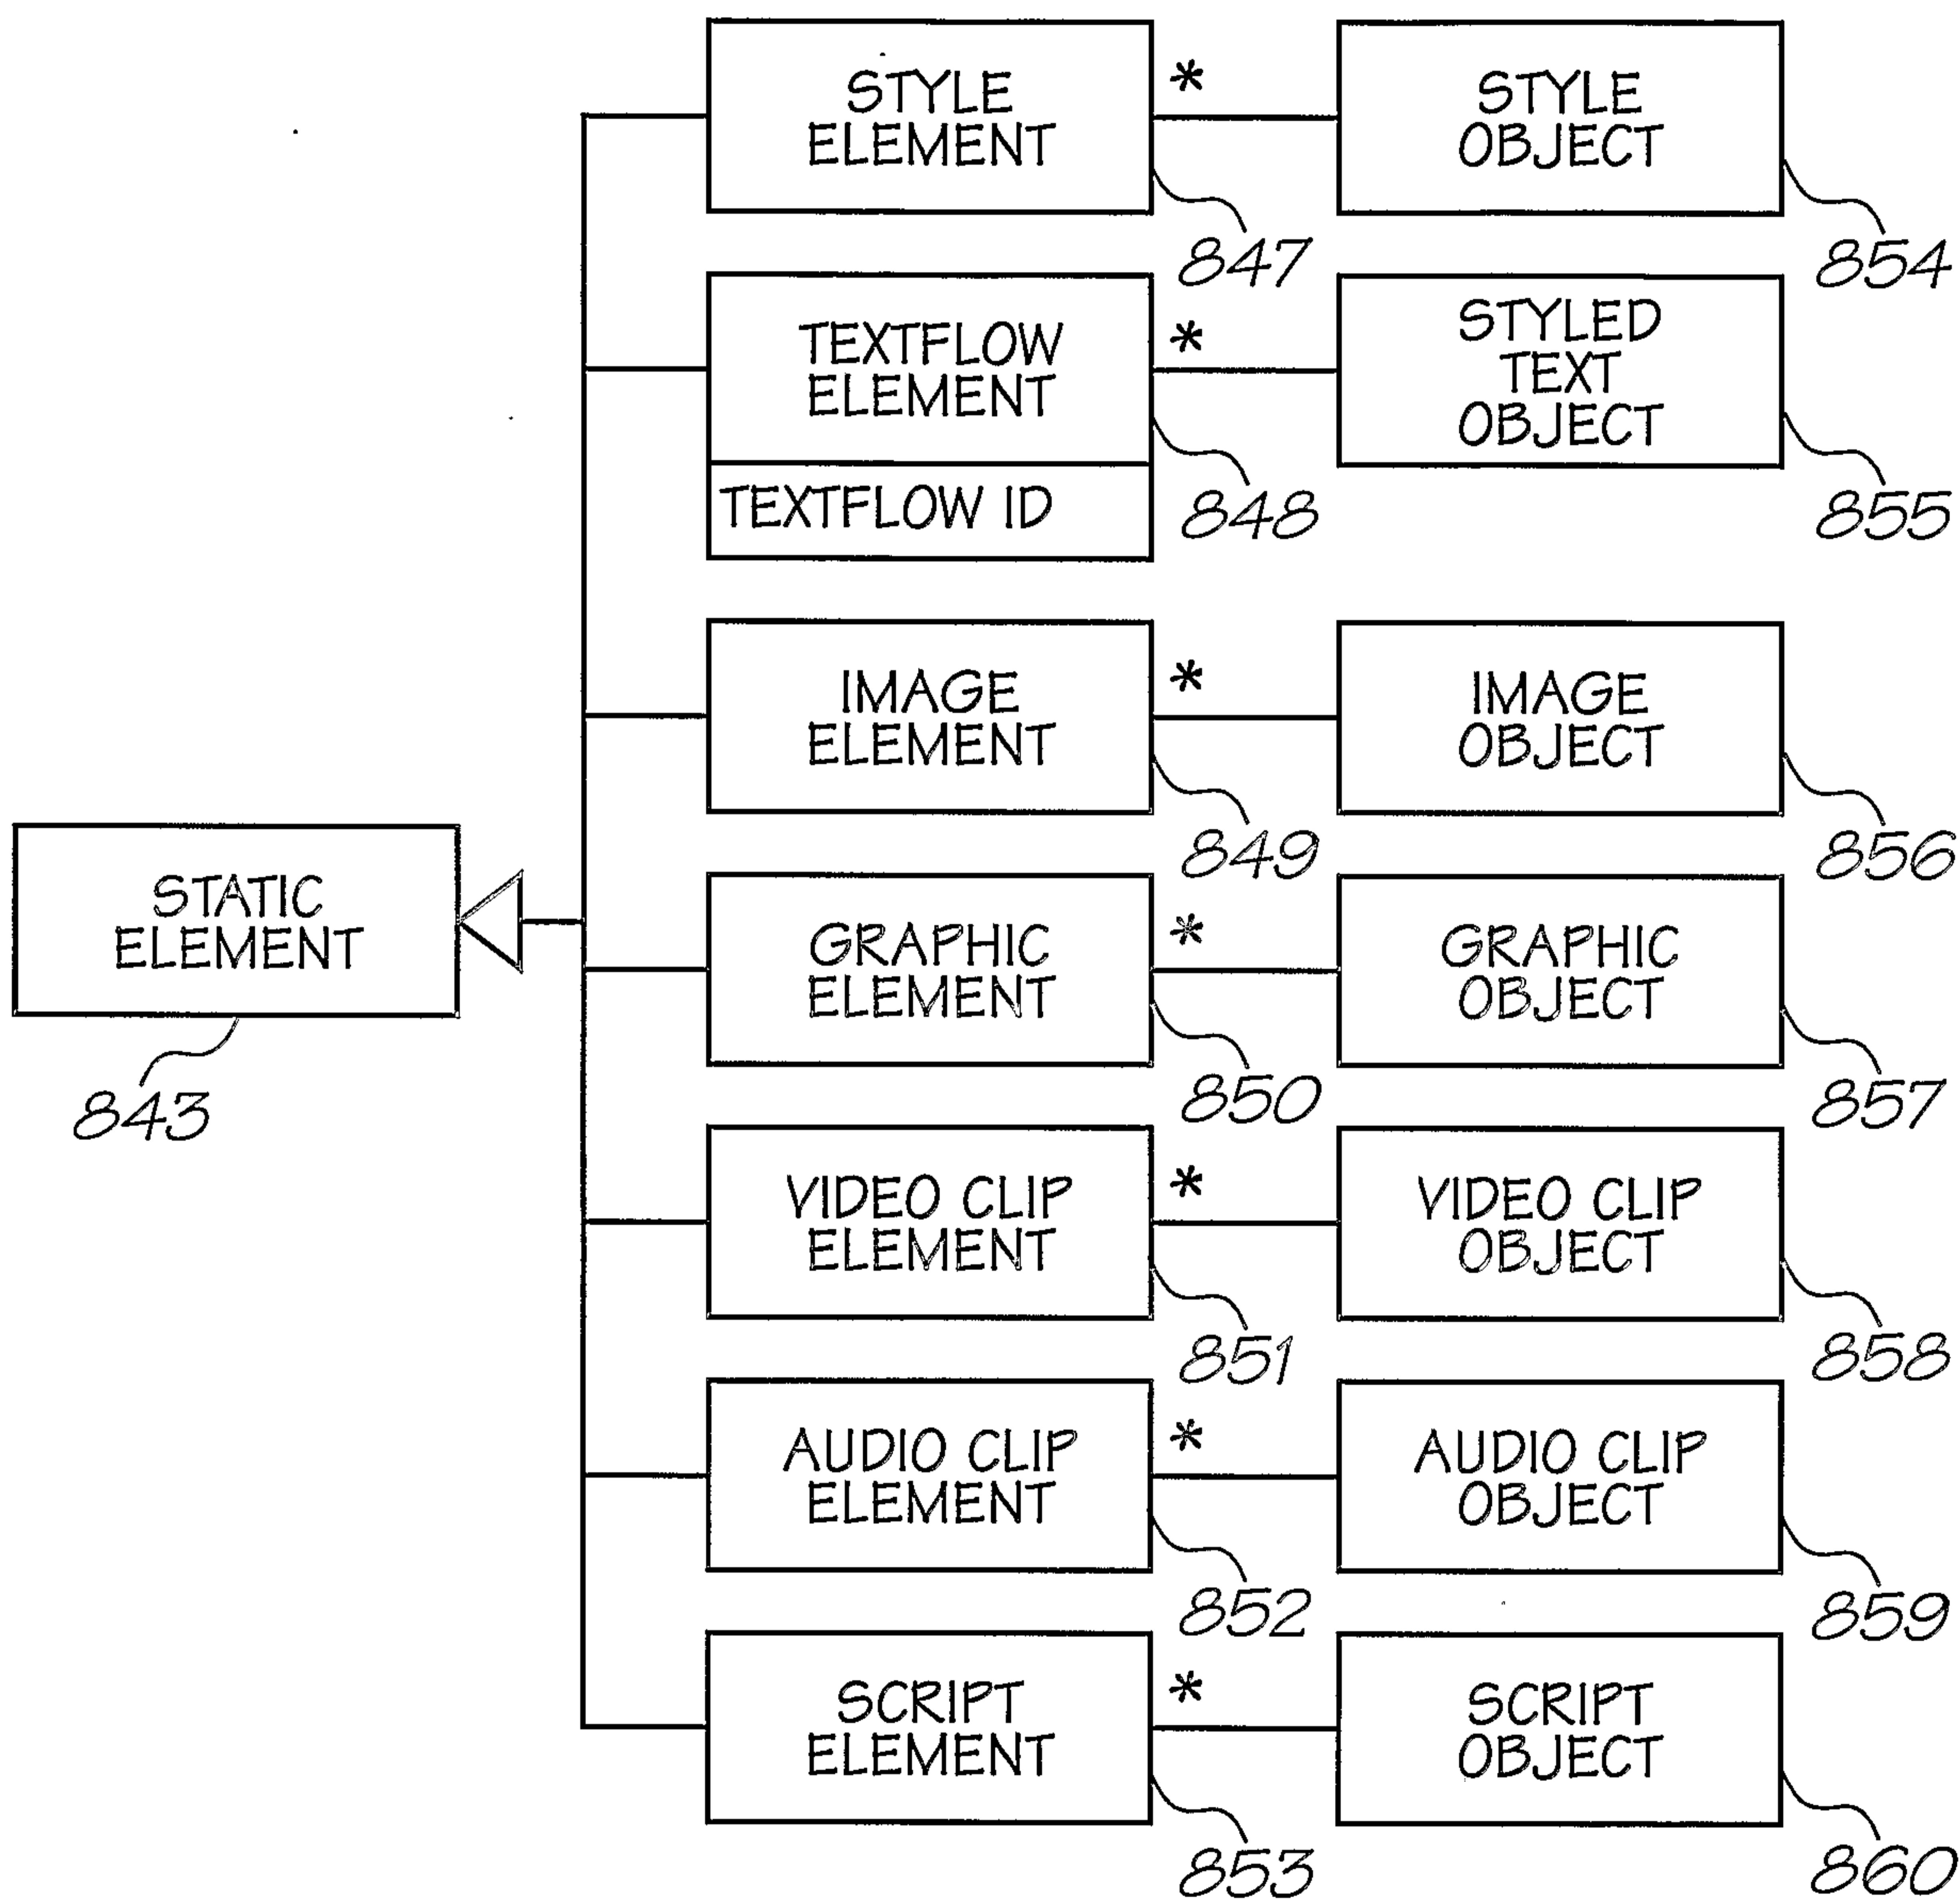 STYLE
ELEMENT
*
STYLE
OBJECT
847
854
TEXTFLOW
ELEMENT
*
STYLED
TEXT
OBJECT
TEXTFLOW ID
848
855
IMAGE
ELEMENT
*
IMAGE
OBJECT
849
856
STATIC
ELEMENT
843
GRAPHIC
ELEMENT
*
GRAPHIC
OBJECT
850
857
VIDEO CLIP
ELEMENT
*
VIDEO CLIP
OBJECT
851
858
AUDIO CLIP
ELEMENT
*
AUDIO CLIP
OBJECT
852
859
SCRIPT
ELEMENT
*
SCRIPT
OBJECT
853
860